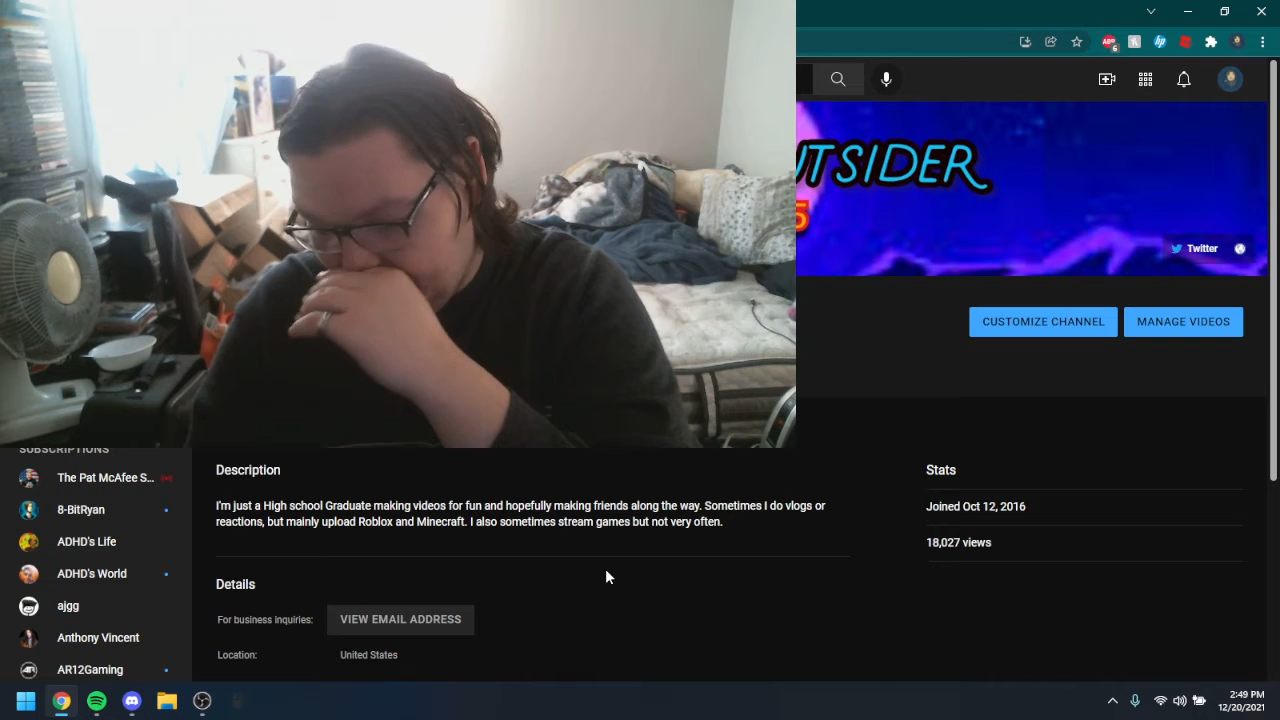 UTSIDER
5
Twitter
CUSTOMIZE CHANNEL
MANAGE VIDEOS
SUBSCRIPTIONS
The Pat McAfee S...
8-BitRyan
ADHD's Life
ADHD's World
ajgg
Anthony Vincent
AR12Gaming
Description
I'm just a High school Graduate making videos for fun and hopefully making friends along the way. Sometimes I do vlogs or
reactions, but mainly upload Roblox and Minecraft. I also sometimes stream games but not very often.
Details
For business inquiries:
VIEW EMAIL ADDRESS
Location:
United States
Stats
Joined Oct 12, 2016
18,027 views
2:49 PM
12/20/2021